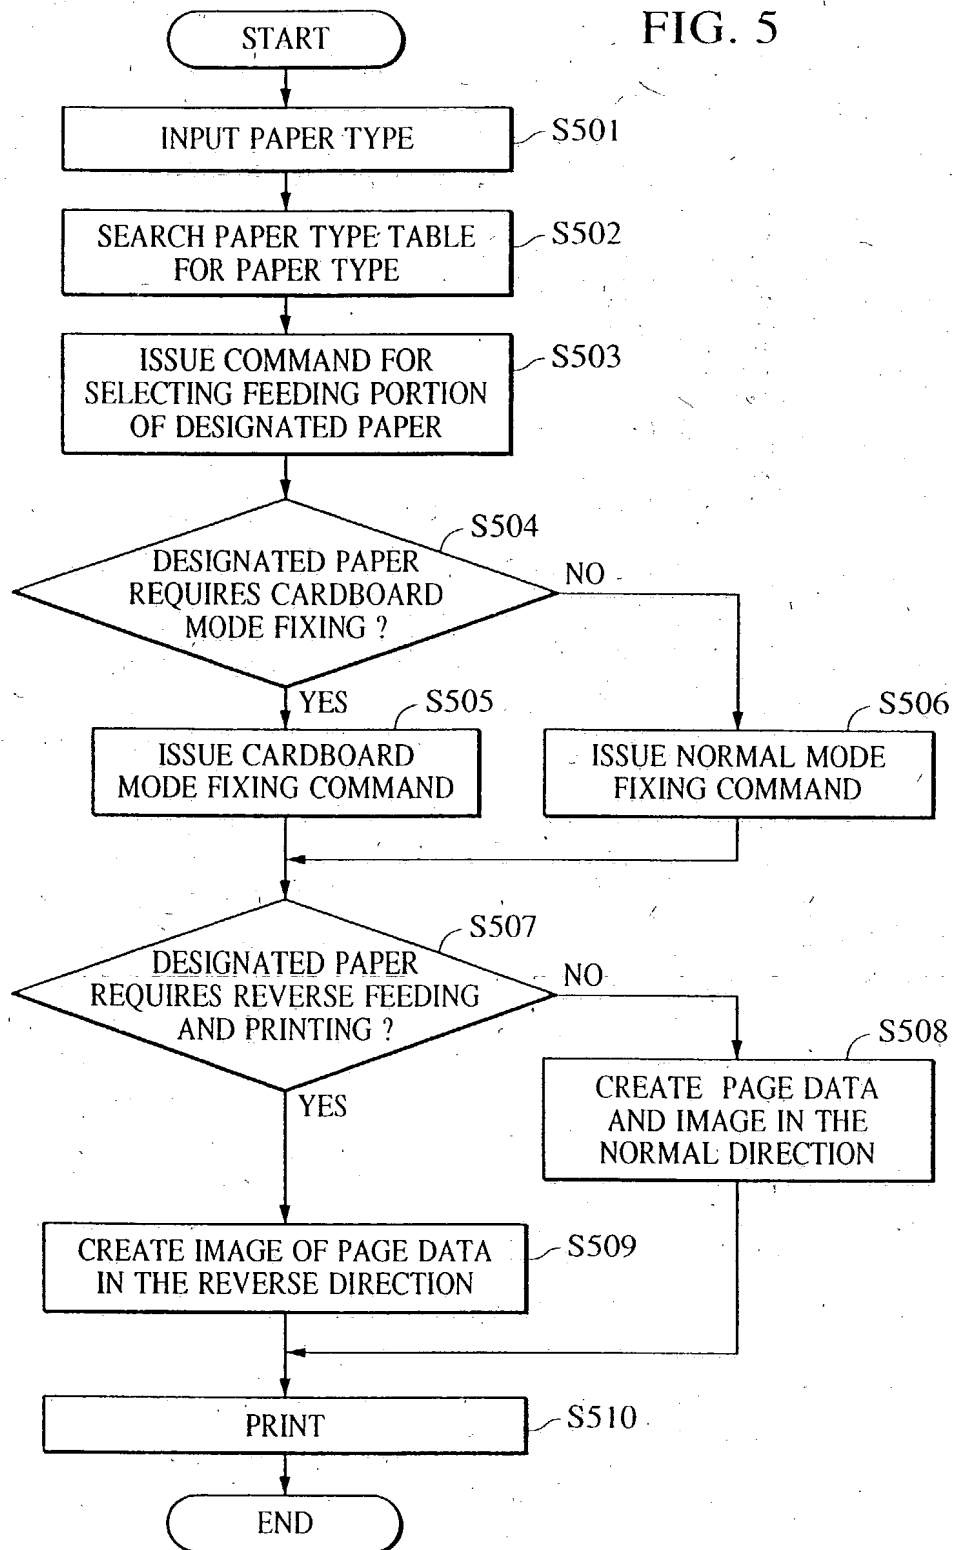 FIG. 5
START
INPUT PAPER TYPE
S501
SEARCH PAPER TYPE TABLE
FOR PAPER TYPE
S502
ISSUE COMMAND FOR
SELECTING FEEDING PORTION
OF DESIGNATED PAPER
S503
S504
DESIGNATED PAPER
REQUIRES CARDBOARD
MODE FIXING ?
NO
YES
S505
ISSUE CARDBOARD
MODE FIXING COMMAND
S506
ISSUE NORMAL MODE
FIXING COMMAND
S507
DESIGNATED PAPER
REQUIRES REVERSE FEEDING
AND PRINTING ?
NO
YES
S508
CREATE PAGE DATA
AND IMAGE IN THE
NORMAL DIRECTION
CREATE IMAGE OF PAGE DATA
IN THE REVERSE DIRECTION
S509
PRINT
S510
END